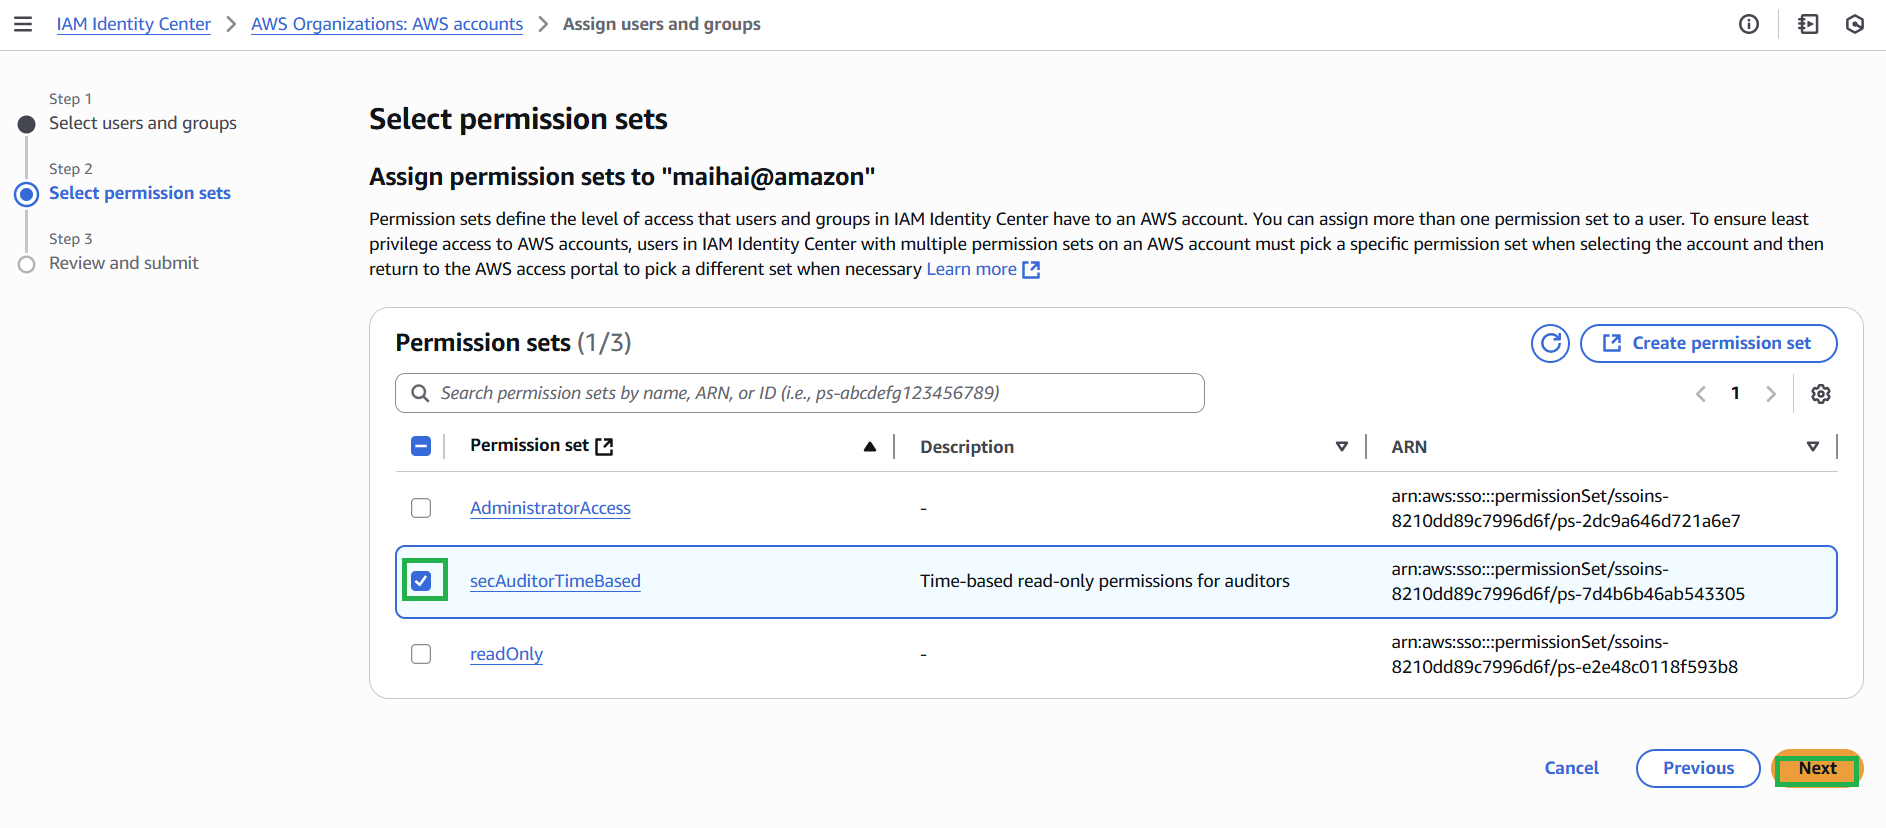 IAM Identity Center > AWS Organizations: AWS accounts > Assign users and groups
Step 1
Select users and groups
Step 2
Select permission sets
Step 3
Review and submit
Select permission sets
Assign permission sets to "maihai@amazon"
Permission sets define the level of access that users and groups in IAM Identity Center have to an AWS account. You can assign more than one permission set to a user. To ensure least
privilege access to AWS accounts, users in IAM Identity Center with multiple permission sets on an AWS account must pick a specific permission set when selecting the account and then
return to the AWS access portal to pick a different set when necessary Learn more
Permission sets (1/3)
Create permission set
Search permission sets by name, ARN, or ID (i.e., ps-abcdefg123456789)
1
Permission set Description ARN
AdministratorAccess - arn:aws:sso:::permissionSet/ssoins-
8210dd89c7996d6f/ps-2dc9a646d721a6e7
secAuditorTimeBased Time-based read-only permissions for auditors arn:aws:sso:::permissionSet/ssoins-
8210dd89c7996d6f/ps-7d4b6b46ab543305
readOnly - arn:aws:sso:::permissionSet/ssoins-
8210dd89c7996d6f/ps-e2e48c0118f593b8
Cancel Previous Next